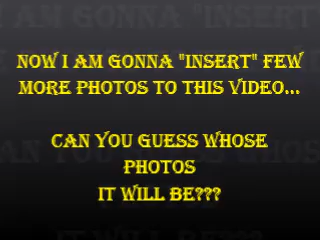 NOW I AM GONNA "INSERT" FEW
MORE PHOTOS TO THIS VIDEO...
CAN YOU GUESS WHOSE
PHOTOS
IT WILL BE???